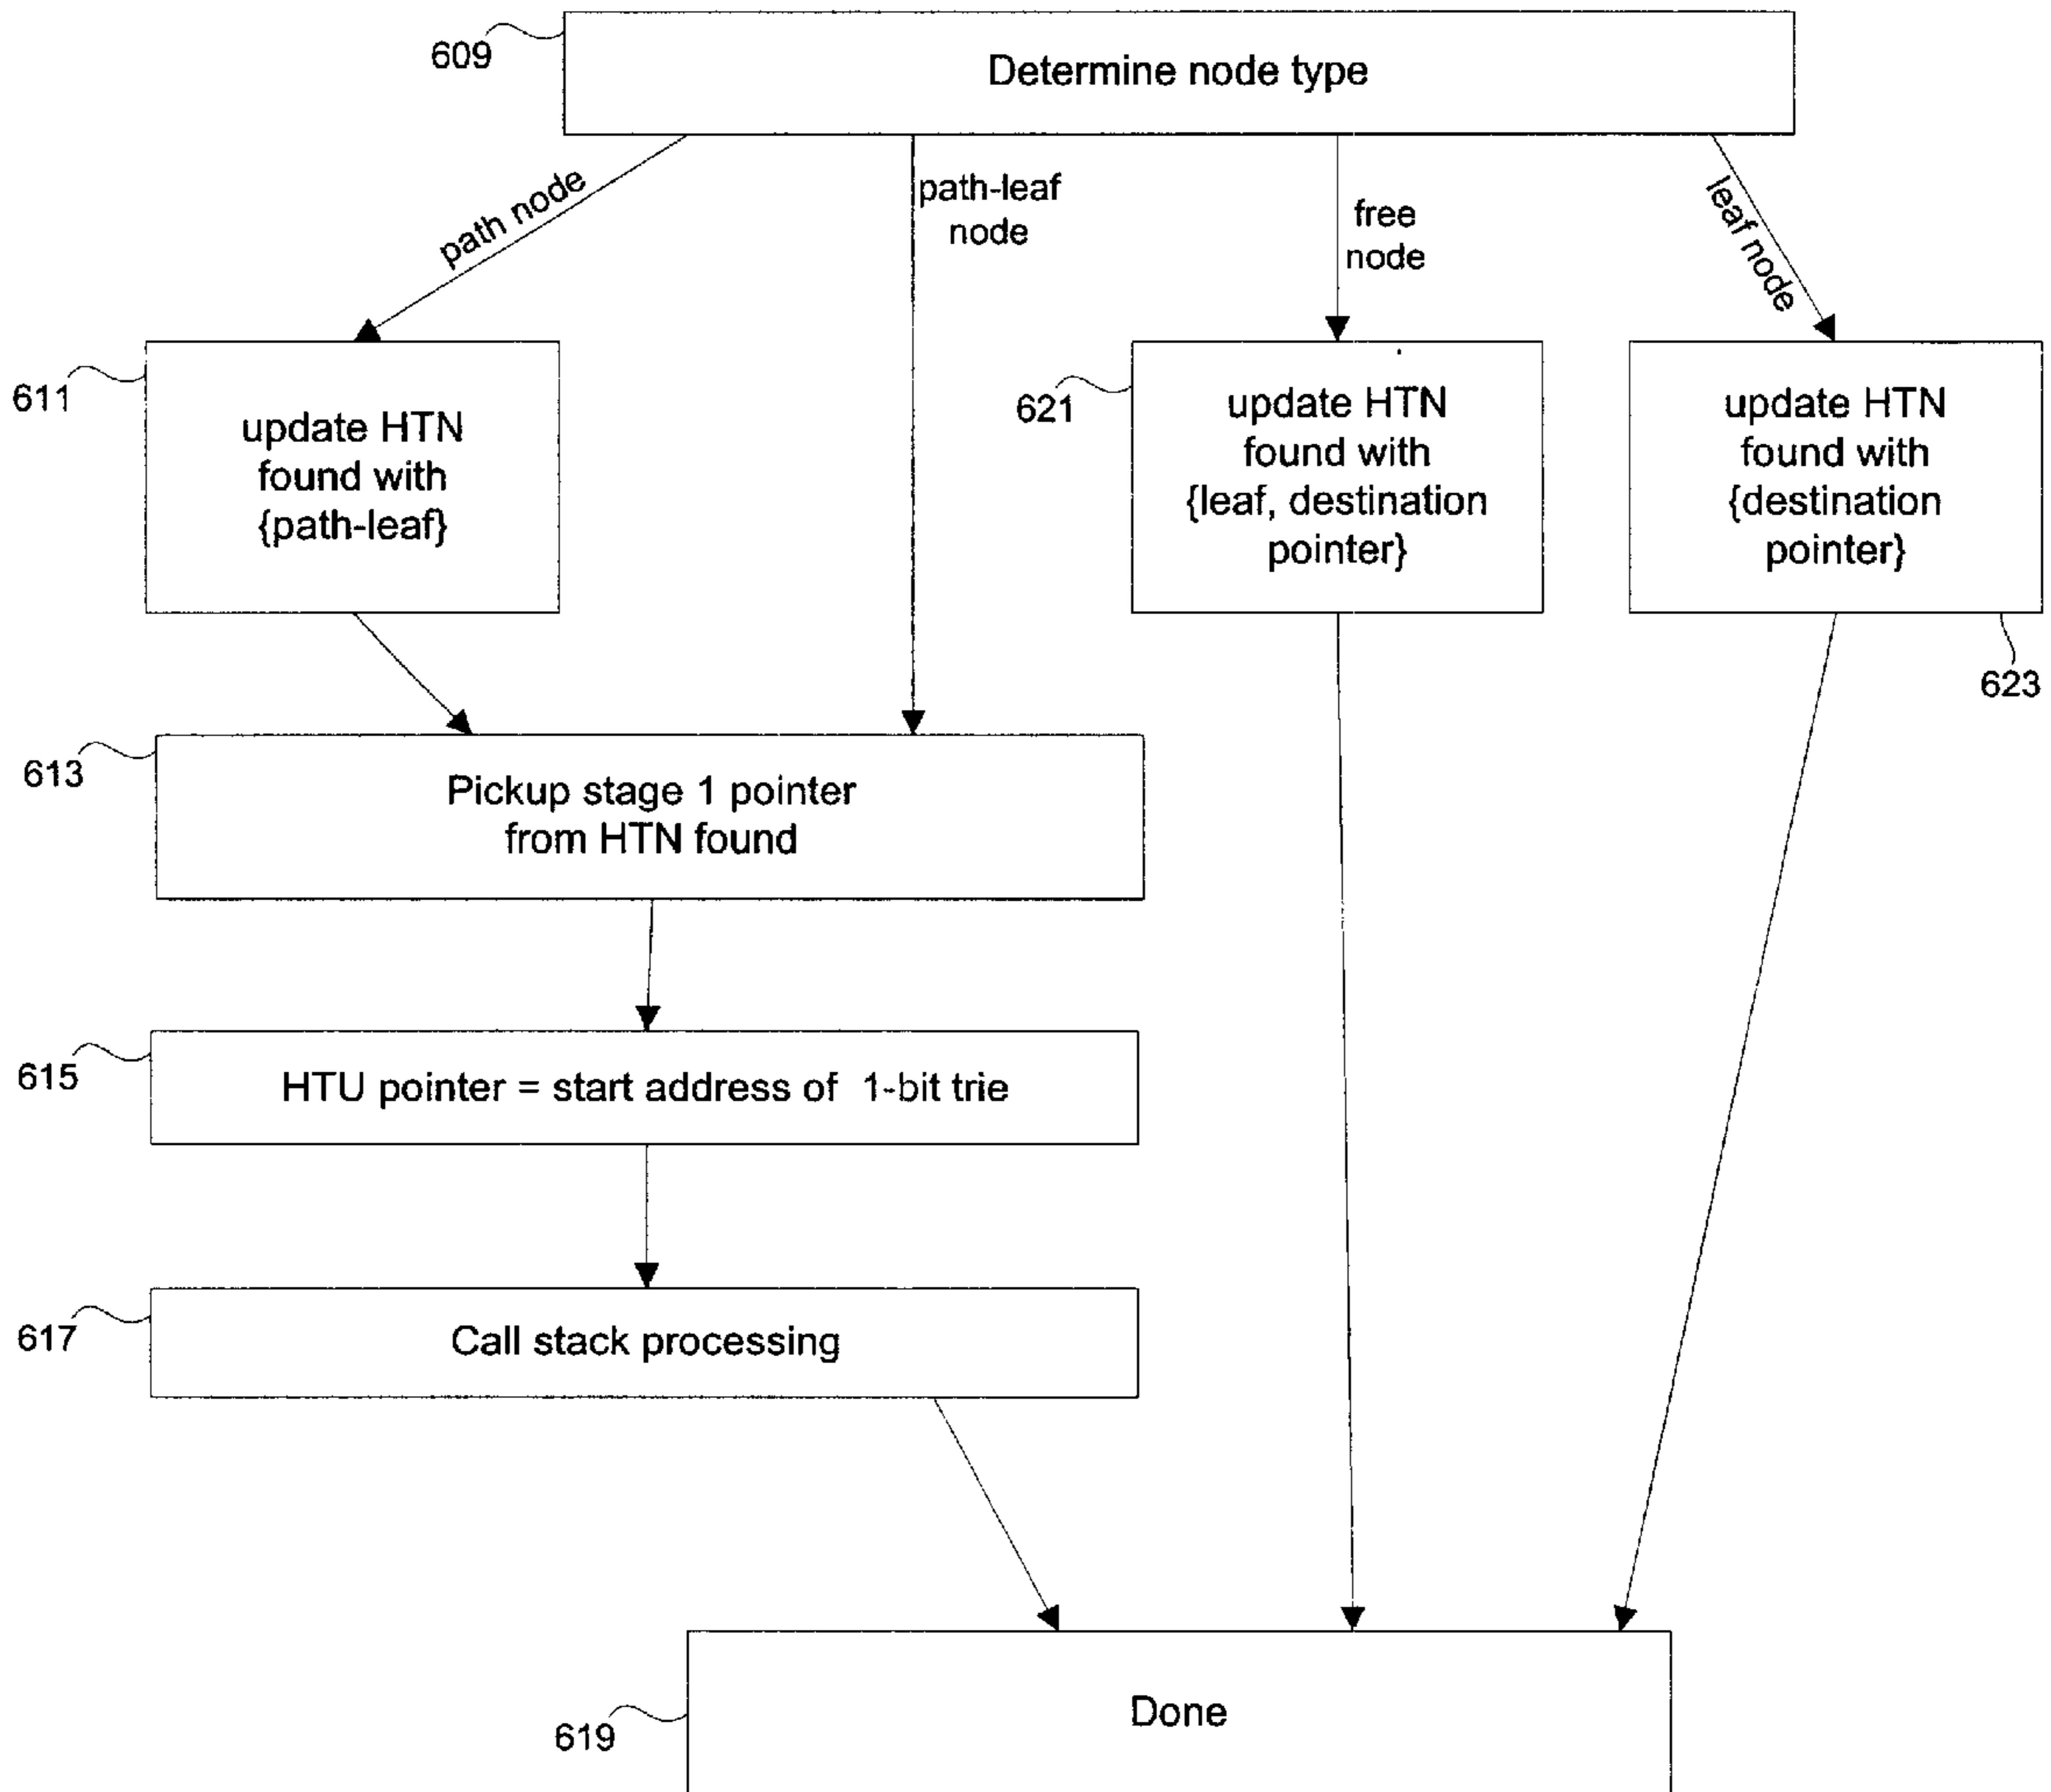 609
Determine node type
path node
path-leaf
node
free
node
leaf node
611
update HTN
found with
{path-leaf}
621
update HTN
found with
{leaf, destination
pointer}
update HTN
found with
{destination
pointer}
623
613
Pickup stage 1 pointer
from HTN found
615
HTU pointer = start address of 1-bit trie
617
Call stack processing
619
Done